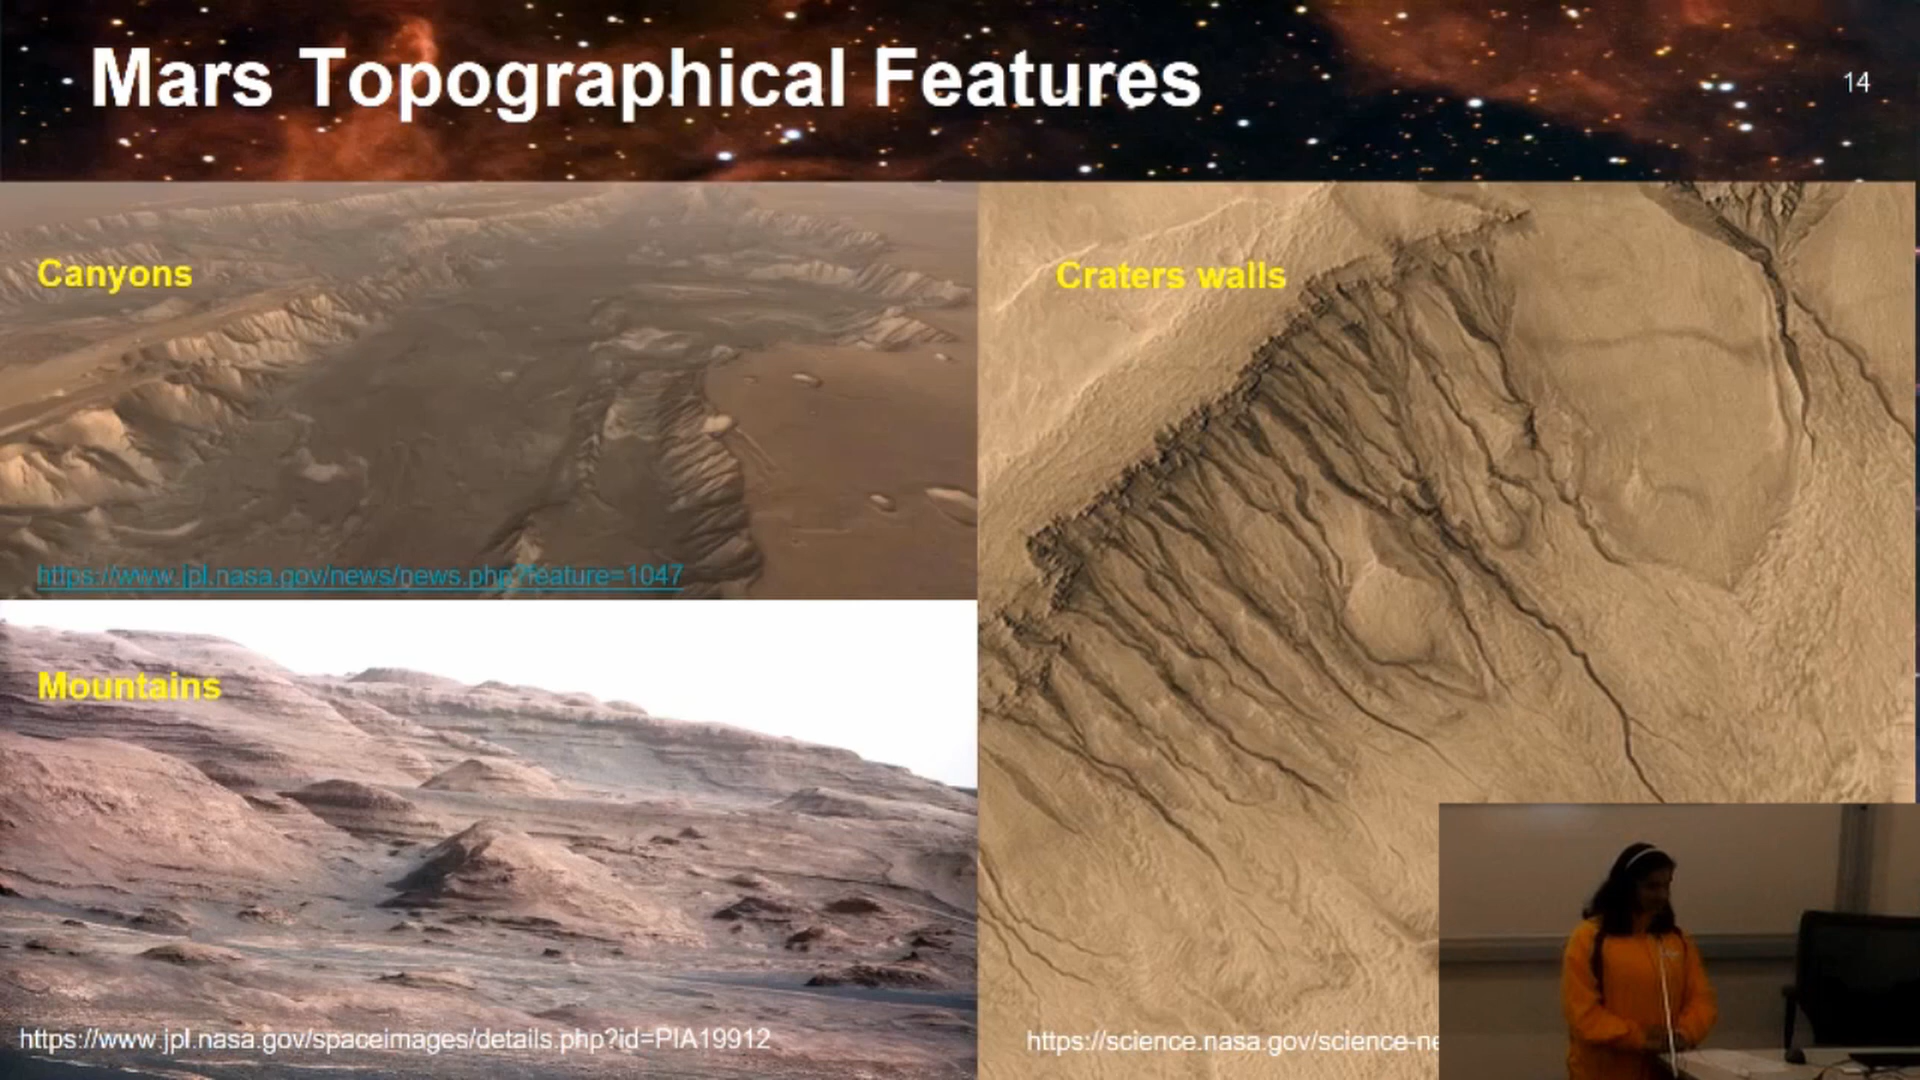 Mars Topographical Features
14
Canyons
https://www.jpl.nasa.gov/news/news.php?feature=1047
Craters walls
Mountains
https://www.jpl.nasa.gov/spaceimages/details.php?id=PIA19912
https://science.nasa.gov/science-ne